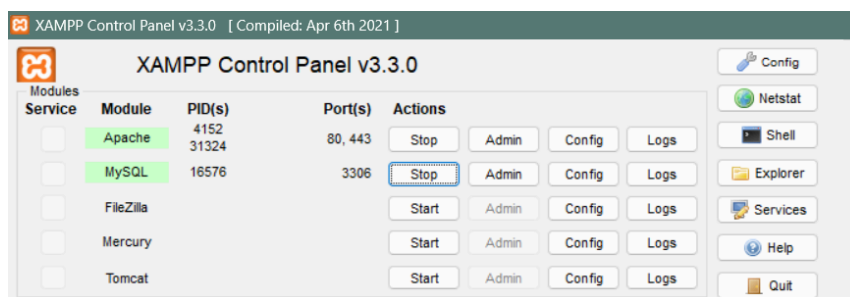 XAMPP Control Panel v3.3.0 [ Compiled: Apr 6th 2021 ]
XAMPP Control Panel v3.3.0
Modules
Service Module PID(s) Port(s) Actions
Apache 4152 31324 80, 443 Stop Admin Config Logs
MySQL 16576 3306 Stop Admin Config Logs
FileZilla Start Admin Config Logs
Mercury Start Admin Config Logs
Tomcat Start Admin Config Logs
Config
Netstat
Shell
Explorer
Services
Help
Quit